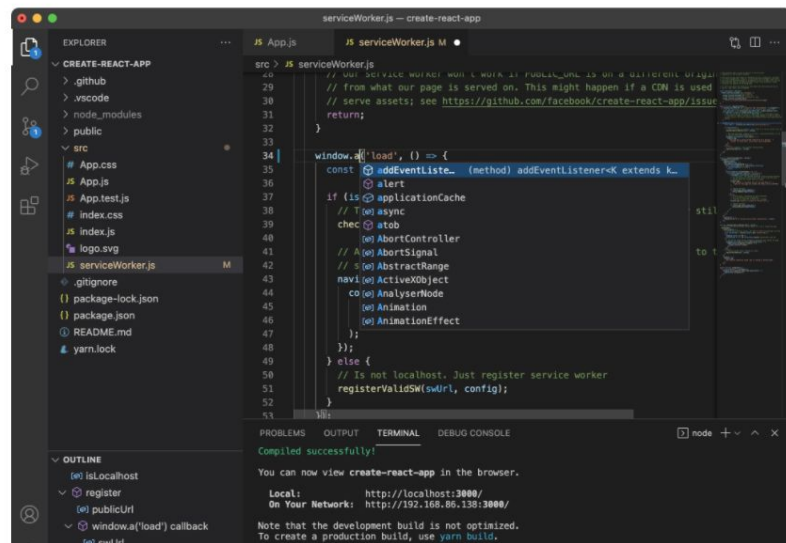 serviceWorker.js — create-react-app
EXPLORER
CREATE-REACT-APP
.github
.vscode
node_modules
public
src
App.css
App.js
App.test.js
index.css
index.js
logo.svg
serviceWorker.js M
.gitignore
package-lock.json
package.json
README.md
yarn.lock
OUTLINE
isLocalhost
register
publicUrl
window.a('load') callback
swUrl
App.js
serviceWorker.js M
src > serviceWorker.js
28 // Our service worker won't work if PUBLIC_URL is on a different origin
29 // from what our page is served on. This might happen if a CDN is used
30 // serve assets; see https://github.com/facebook/create-react-app/issue
31 return;
32 }
33
34 window.a('load', () => {
35 const
36
37 if (is
38 // T stil
39 chec
40
41 // A to t
42 // s
43 navi
44 co
45
46
47 );
48 });
49 } else {
50 // Is not localhost. Just register service worker
51 registerValidSW(swUrl, config);
52 }
53 });
addEventListe… (method) addEventListener<K extends k…
alert
applicationCache
async
atob
AbortController
AbortSignal
AbstractRange
ActiveXObject
AnalyserNode
Animation
AnimationEffect
PROBLEMS OUTPUT TERMINAL DEBUG CONSOLE
node
Compiled successfully!
You can now view create-react-app in the browser.
Local: http://localhost:3000/
On Your Network: http://192.168.86.138:3000/
Note that the development build is not optimized.
To create a production build, use yarn build.